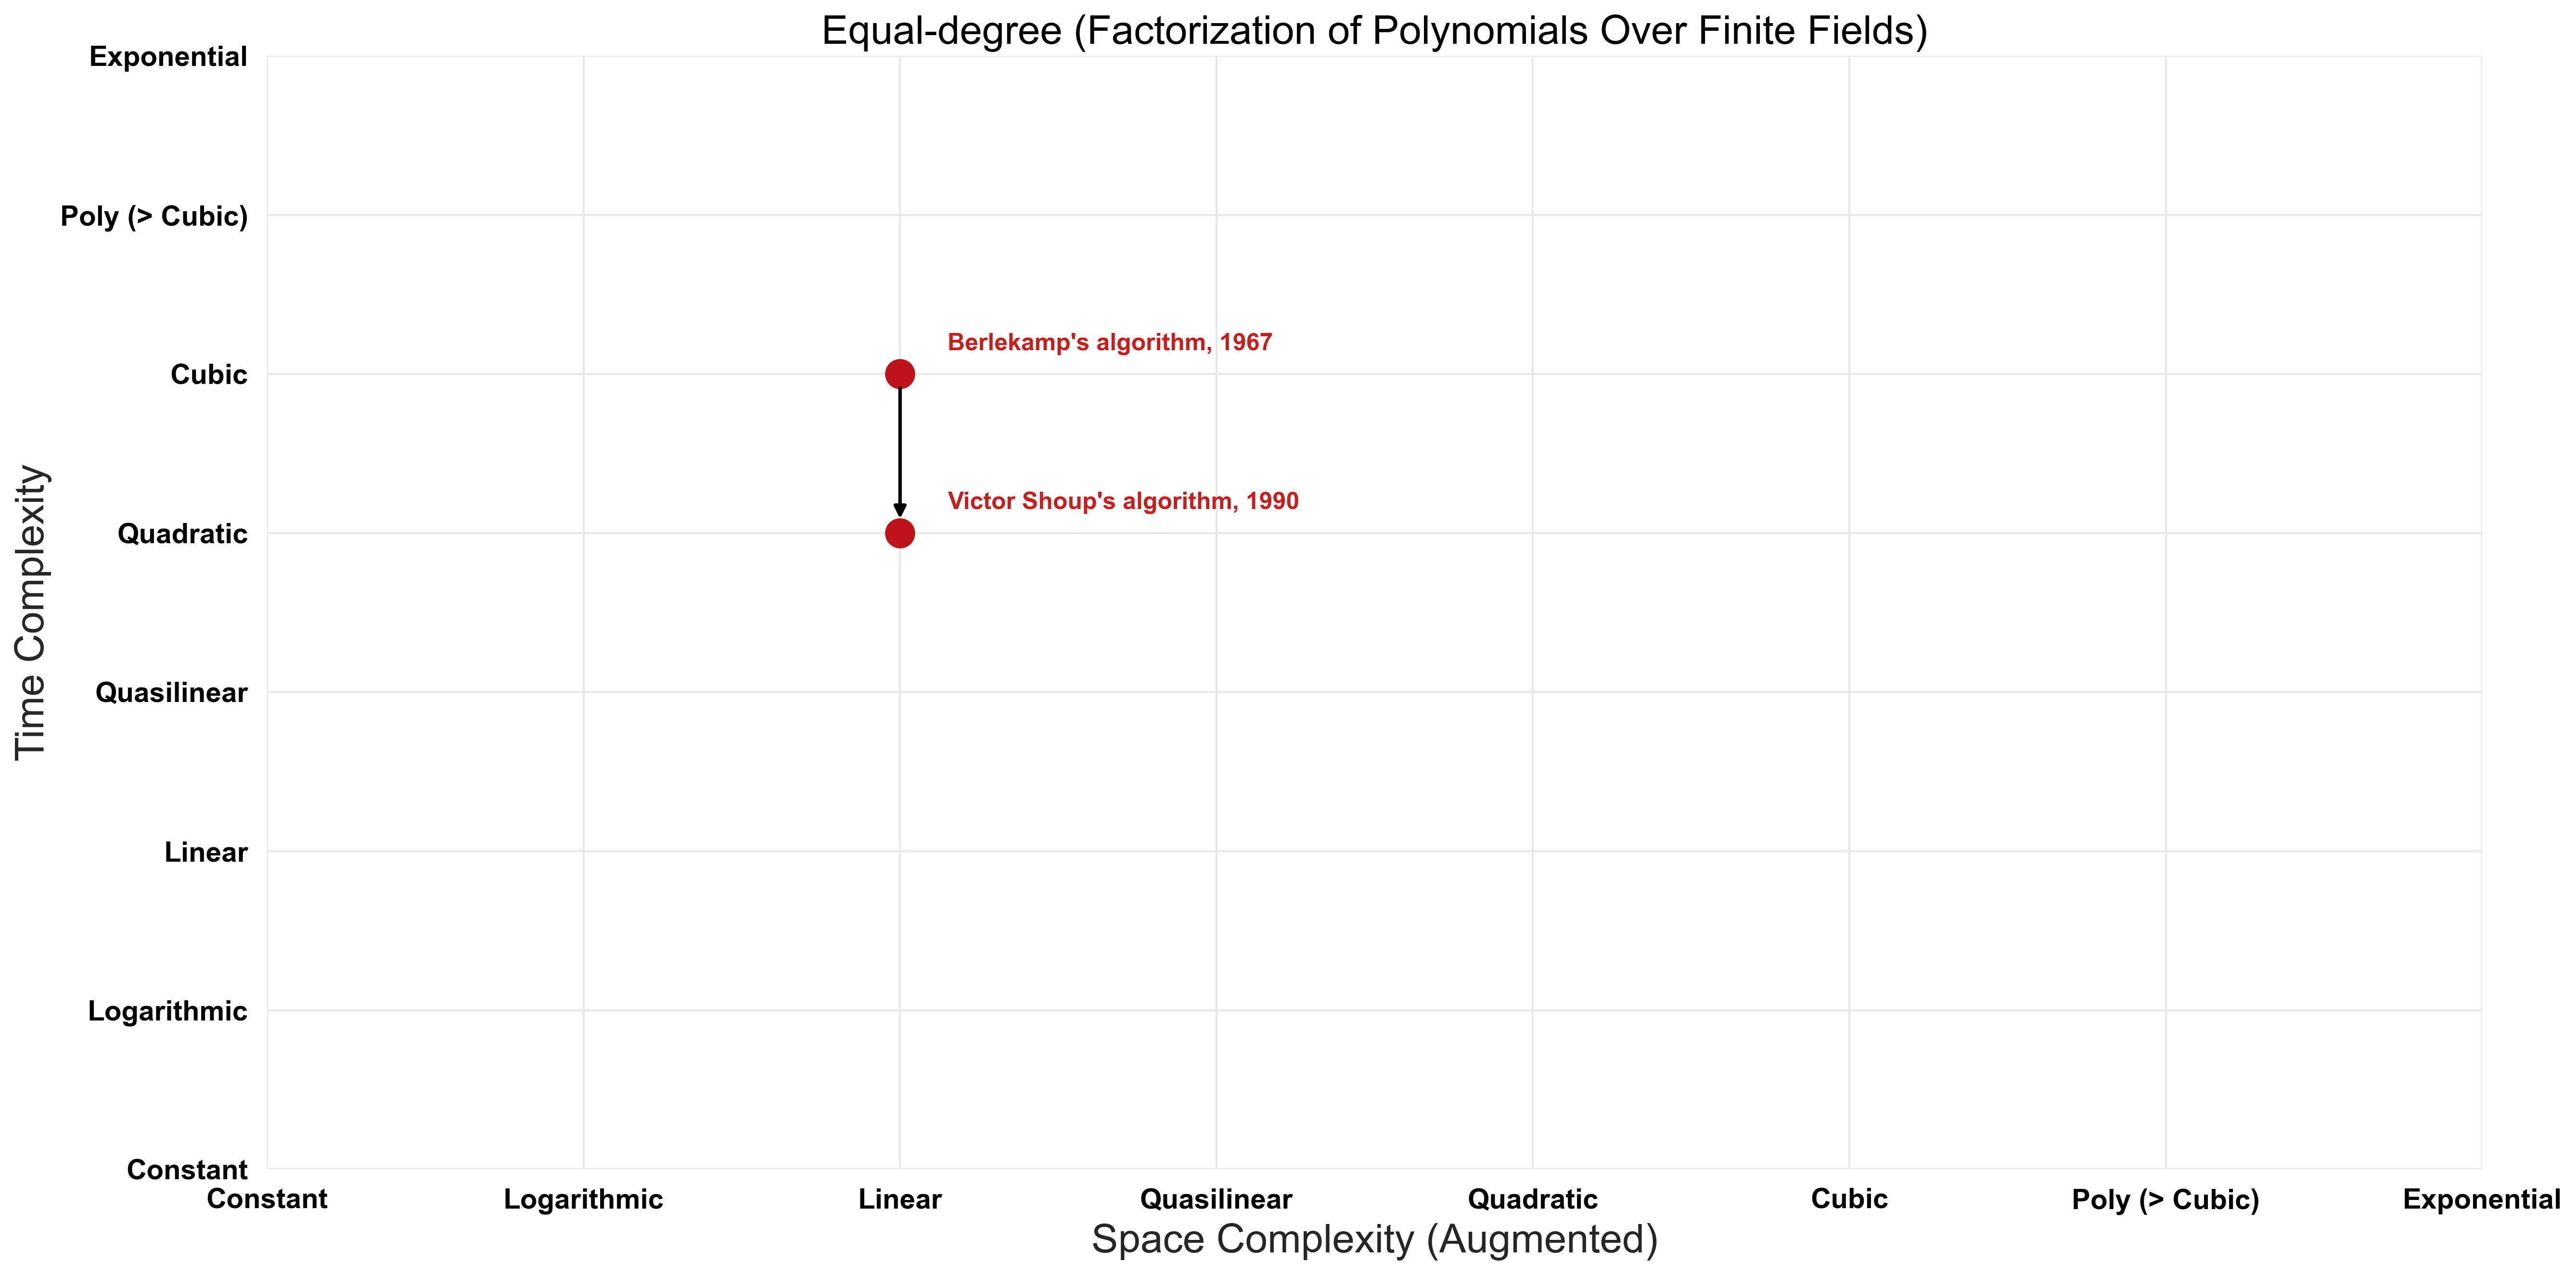 Equal-degree (Factorization of Polynomials Over Finite Fields)
Exponential
Poly (> Cubic)
Cubic
Quadratic
Quasilinear
Linear
Logarithmic
Constant
Time Complexity
Berlekamp's algorithm, 1967
Victor Shoup's algorithm, 1990
Constant Logarithmic Linear Quasilinear Quadratic Cubic Poly (> Cubic) Exponential
Space Complexity (Augmented)